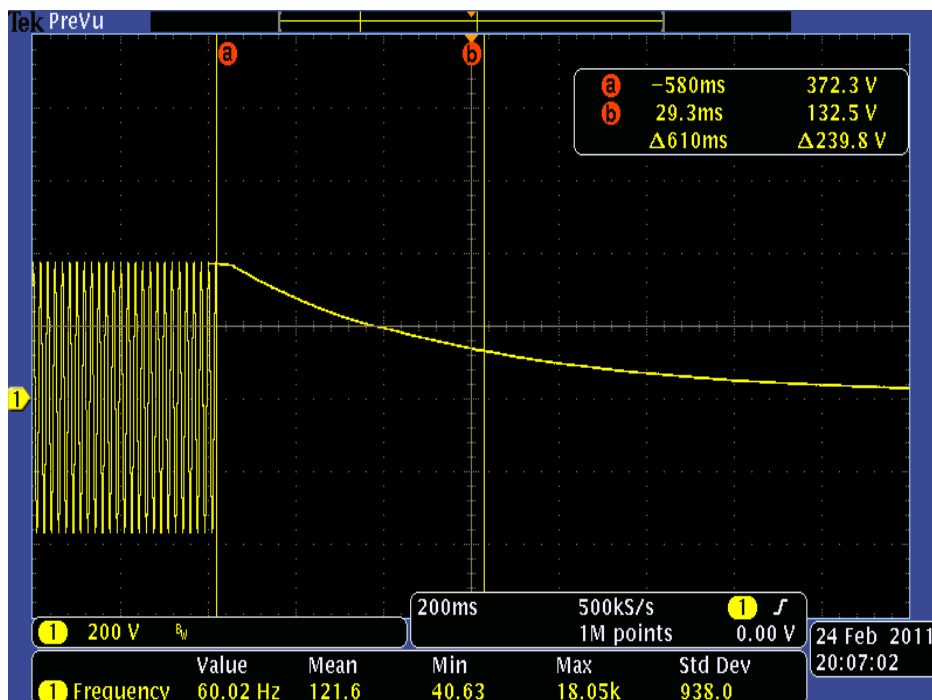 Tek PreVu
a b
a −580ms 372.3 V
b 29.3ms 132.5 V
Δ610ms Δ239.8 V
1
200ms 500kS/s 1 ʃ
1M points 0.00 V
1 200 V BW
24 Feb 2011
20:07:02
Value Mean Min Max Std Dev
1 Frequency 60.02 Hz 121.6 40.63 18.05k 938.0